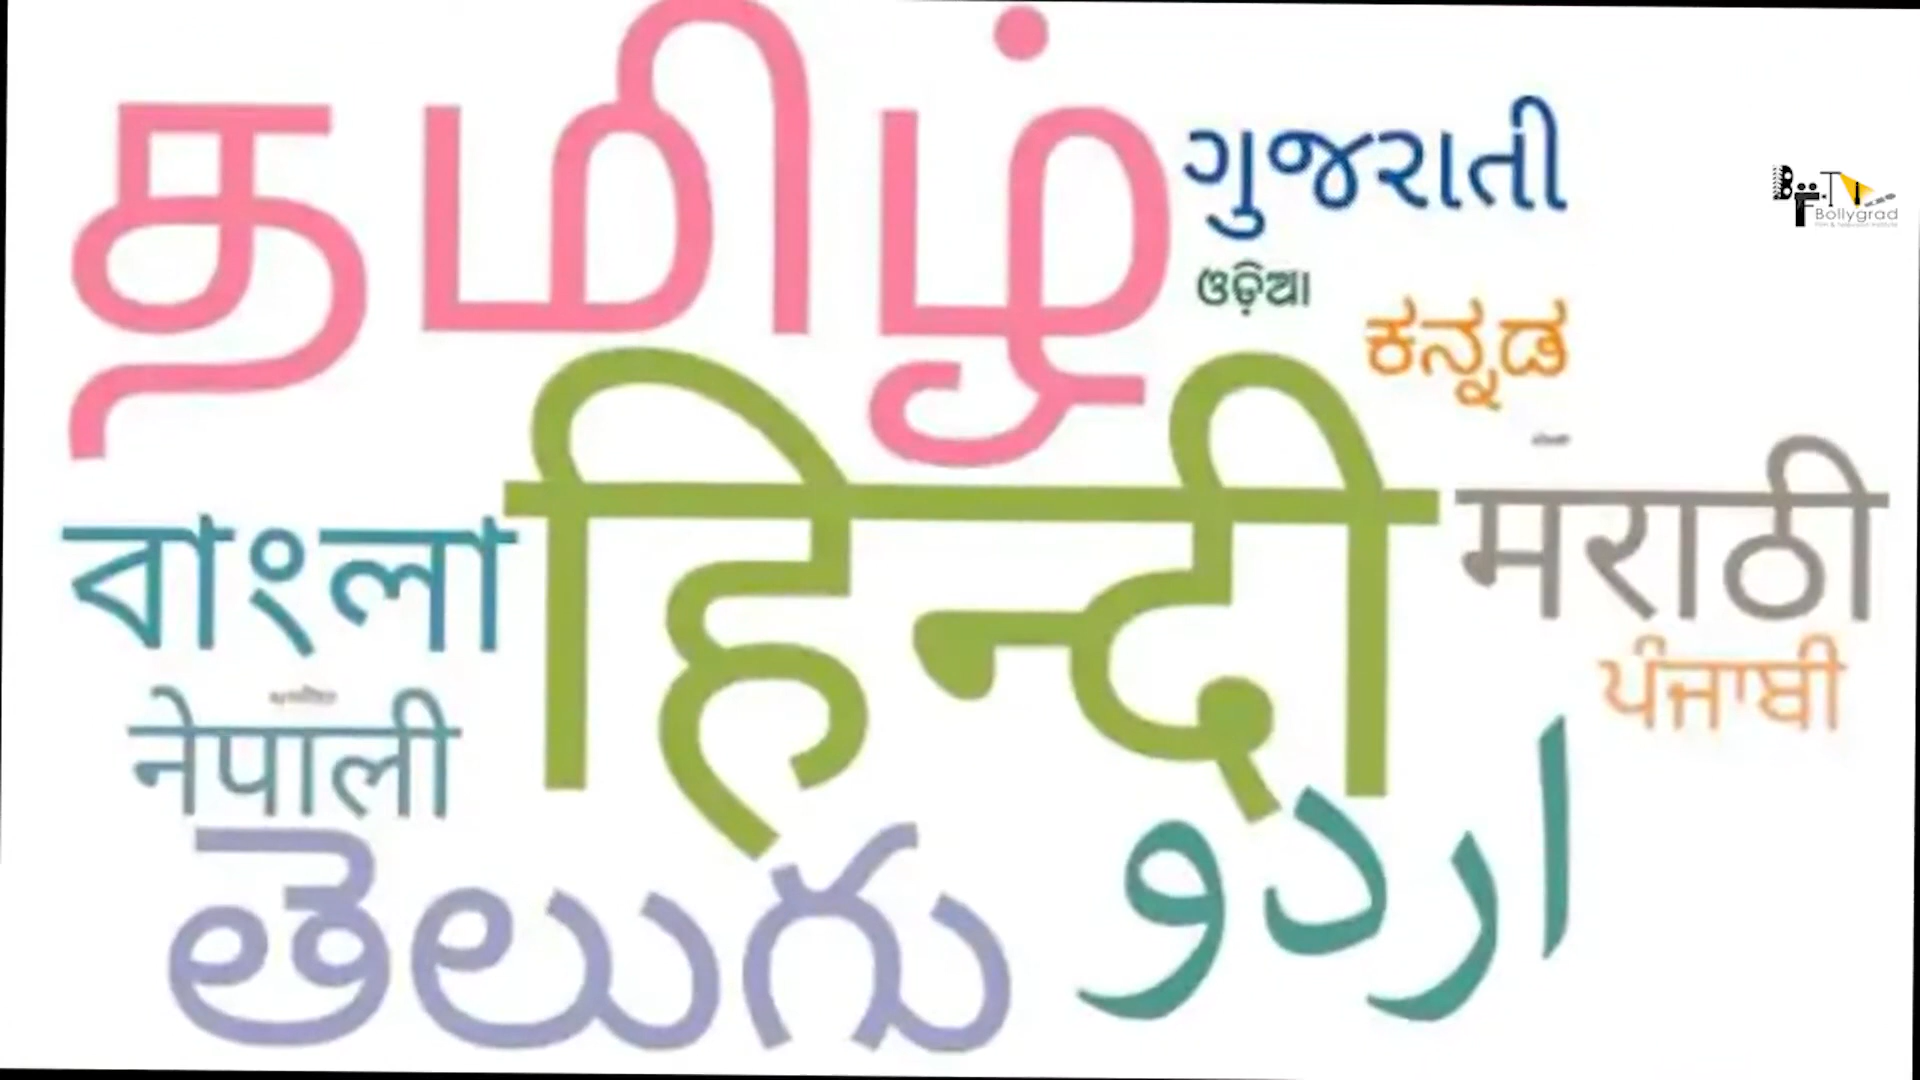 தமிழ்
ગુજરાતી
ଓଡ଼ିଆ
ಕನ್ನಡ
हिन्दी
मराठी
বাংলা
ਪੰਜਾਬੀ
नेपाली
తెలుగు
اردو
Bollygrad